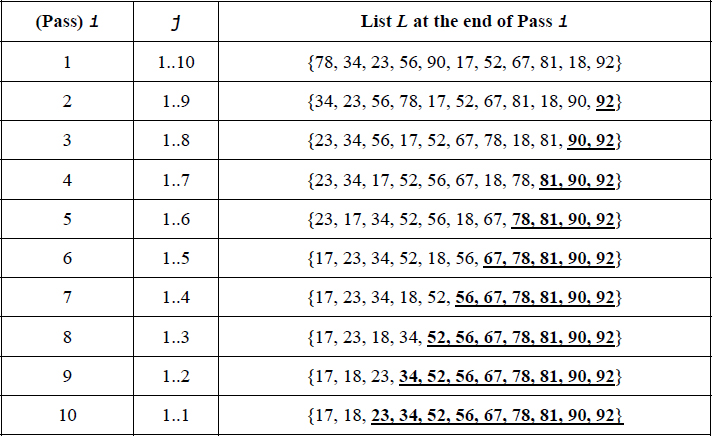 (Pass) i j List L at the end of Pass i
1 1..10 {78, 34, 23, 56, 90, 17, 52, 67, 81, 18, 92}
2 1..9 {34, 23, 56, 78, 17, 52, 67, 81, 18, 90, 92}
3 1..8 {23, 34, 56, 17, 52, 67, 78, 18, 81, 90, 92}
4 1..7 {23, 34, 17, 52, 56, 67, 18, 78, 81, 90, 92}
5 1..6 {23, 17, 34, 52, 56, 18, 67, 78, 81, 90, 92}
6 1..5 {17, 23, 34, 52, 18, 56, 67, 78, 81, 90, 92}
7 1..4 {17, 23, 34, 18, 52, 56, 67, 78, 81, 90, 92}
8 1..3 {17, 23, 18, 34, 52, 56, 67, 78, 81, 90, 92}
9 1..2 {17, 18, 23, 34, 52, 56, 67, 78, 81, 90, 92}
10 1..1 {17, 18, 23, 34, 52, 56, 67, 78, 81, 90, 92}